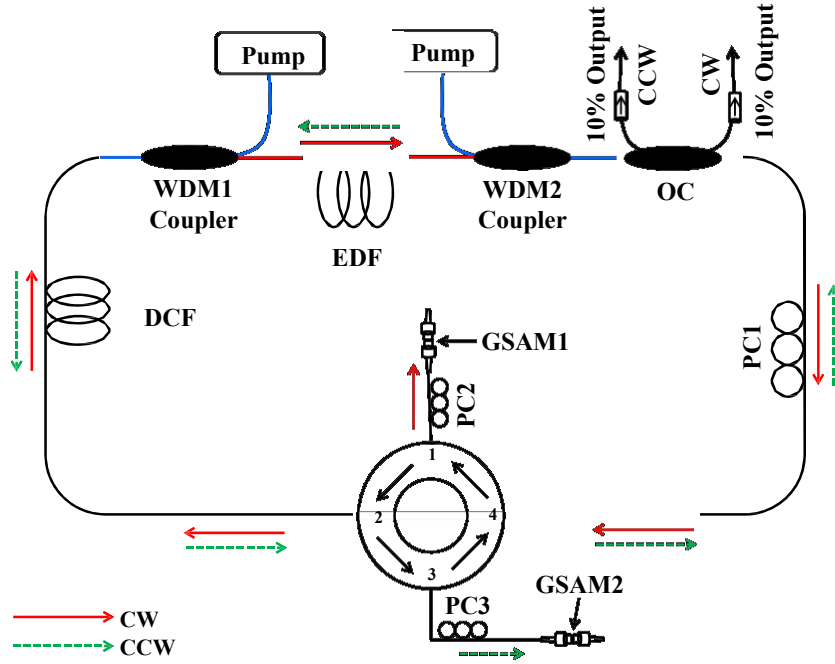 Pump
Pump
10% Output
CCW
CW
10% Output
WDM1
Coupler
EDF
WDM2
Coupler
OC
DCF
GSAM1
PC2
PC1
1
2
4
3
PC3
GSAM2
CW
CCW